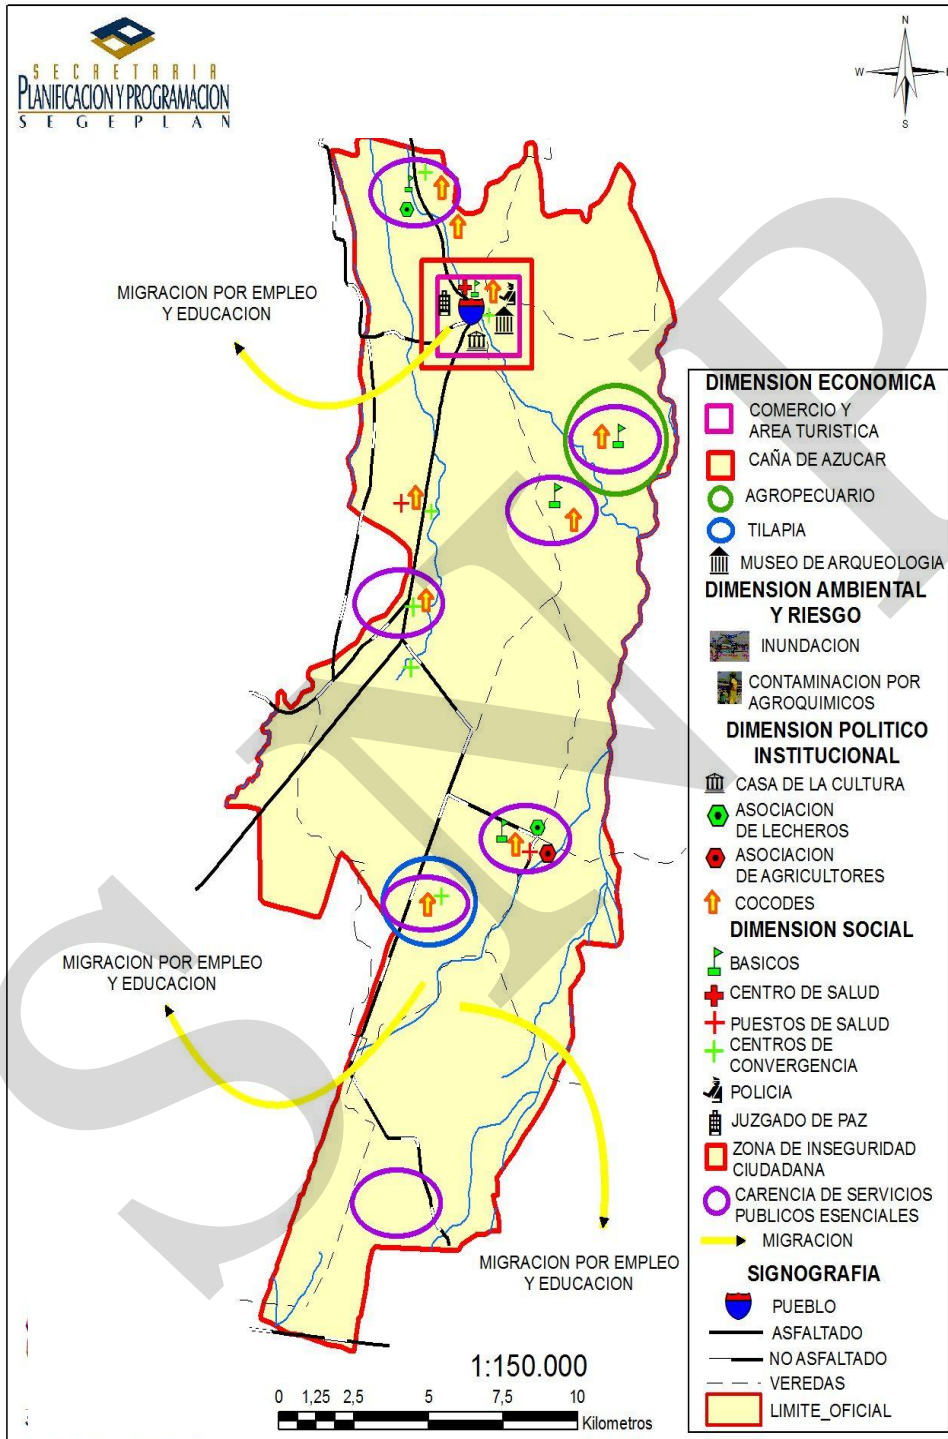 SECRETARIA
PLANIFICACION Y PROGRAMACION
SEGEPLAN
N
W
S
MIGRACION POR EMPLEO
Y EDUCACION
MIGRACION POR EMPLEO
Y EDUCACION
MIGRACION POR EMPLEO
Y EDUCACION
DIMENSION ECONOMICA
COMERCIO Y
AREA TURISTICA
CAÑA DE AZUCAR
AGROPECUARIO
TILAPIA
MUSEO DE ARQUEOLOGIA
DIMENSION AMBIENTAL
Y RIESGO
INUNDACION
CONTAMINACION POR
AGROQUIMICOS
DIMENSION POLITICO
INSTITUCIONAL
CASA DE LA CULTURA
ASOCIACION
DE LECHEROS
ASOCIACION
DE AGRICULTORES
COCODES
DIMENSION SOCIAL
BASICOS
CENTRO DE SALUD
PUESTOS DE SALUD
CENTROS DE
CONVERGENCIA
POLICIA
JUZGADO DE PAZ
ZONA DE INSEGURIDAD
CIUDADANA
CARENCIA DE SERVICIOS
PUBLICOS ESENCIALES
MIGRACION
SIGNOGRAFIA
PUEBLO
ASFALTADO
NO ASFALTADO
VEREDAS
LIMITE_OFICIAL
1:150.000
0 1,25 2,5 5 7,5 10
Kilometros